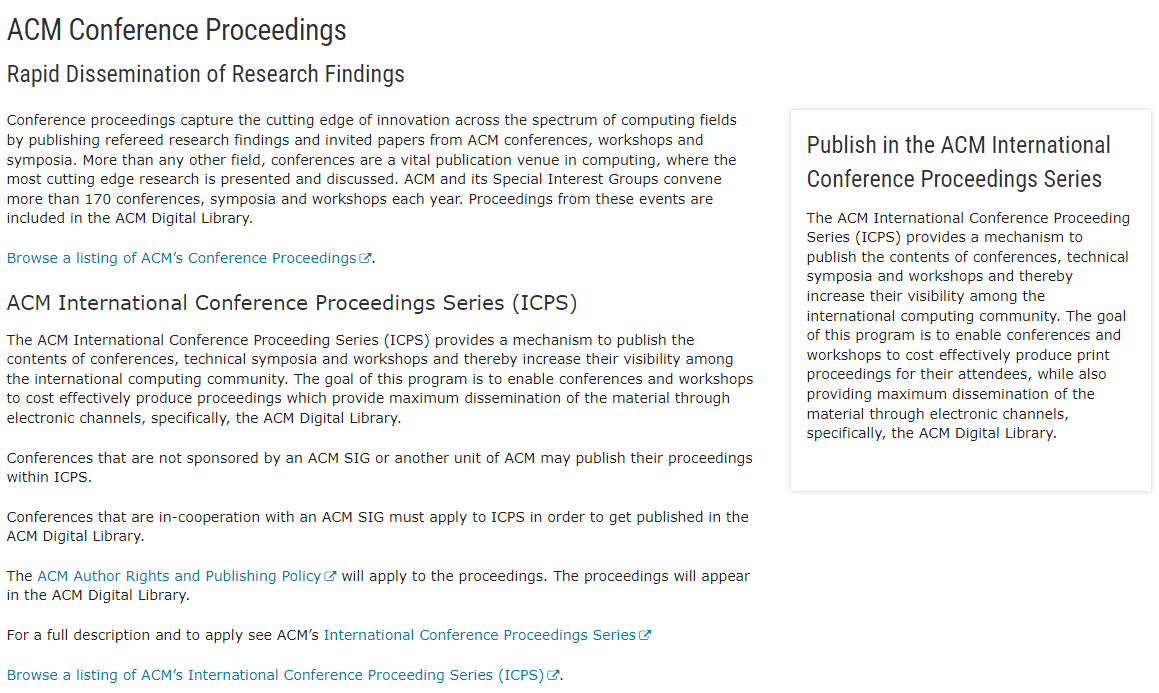 ACM Conference Proceedings
Rapid Dissemination of Research Findings
Conference proceedings capture the cutting edge of innovation across the spectrum of computing fields
by publishing refereed research findings and invited papers from ACM conferences, workshops and
symposia. More than any other field, conferences are a vital publication venue in computing, where the
most cutting edge research is presented and discussed. ACM and its Special Interest Groups convene
more than 170 conferences, symposia and workshops each year. Proceedings from these events are
included in the ACM Digital Library.
Browse a listing of ACM's Conference Proceedings.
ACM International Conference Proceedings Series (ICPS)
The ACM International Conference Proceeding Series (ICPS) provides a mechanism to publish the
contents of conferences, technical symposia and workshops and thereby increase their visibility among
the international computing community. The goal of this program is to enable conferences and workshops
to cost effectively produce proceedings which provide maximum dissemination of the material through
electronic channels, specifically, the ACM Digital Library.
Conferences that are not sponsored by an ACM SIG or another unit of ACM may publish their proceedings
within ICPS.
Conferences that are in-cooperation with an ACM SIG must apply to ICPS in order to get published in the
ACM Digital Library.
The ACM Author Rights and Publishing Policy will apply to the proceedings. The proceedings will appear
in the ACM Digital Library.
For a full description and to apply see ACM's International Conference Proceedings Series
Browse a listing of ACM's International Conference Proceeding Series (ICPS).
Publish in the ACM International
Conference Proceedings Series
The ACM International Conference Proceeding
Series (ICPS) provides a mechanism to
publish the contents of conferences, technical
symposia and workshops and thereby
increase their visibility among the
international computing community. The goal
of this program is to enable conferences and
workshops to cost effectively produce print
proceedings for their attendees, while also
providing maximum dissemination of the
material through electronic channels,
specifically, the ACM Digital Library.